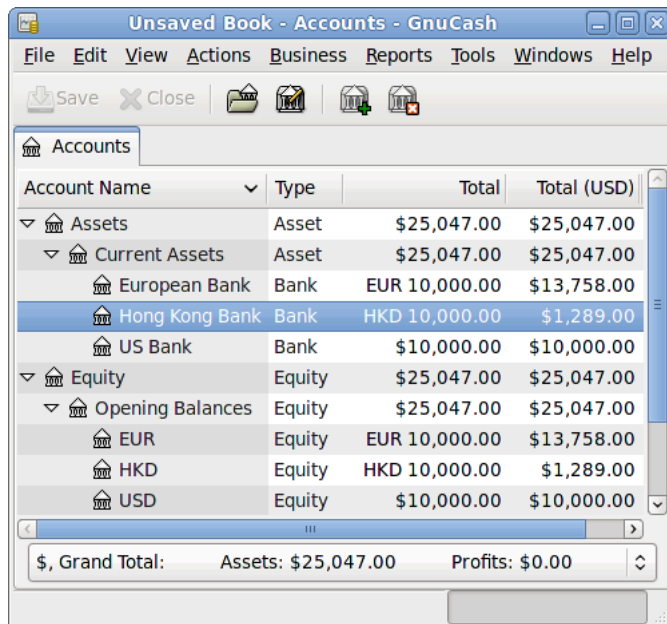 Unsaved Book - Accounts - GnuCash
File Edit View Actions Business Reports Tools Windows Help
Save Close
Accounts
Account Name Type Total Total (USD)
Assets Asset $25,047.00 $25,047.00
Current Assets Asset $25,047.00 $25,047.00
European Bank Bank EUR 10,000.00 $13,758.00
Hong Kong Bank Bank HKD 10,000.00 $1,289.00
US Bank Bank $10,000.00 $10,000.00
Equity Equity $25,047.00 $25,047.00
Opening Balances Equity $25,047.00 $25,047.00
EUR Equity EUR 10,000.00 $13,758.00
HKD Equity HKD 10,000.00 $1,289.00
USD Equity $10,000.00 $10,000.00
$, Grand Total: Assets: $25,047.00 Profits: $0.00